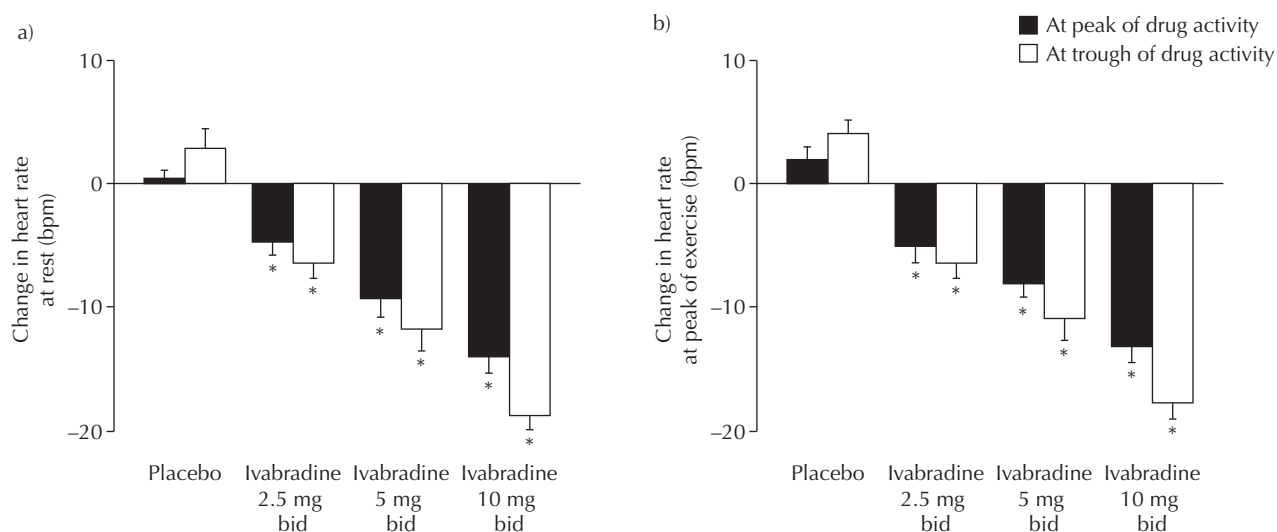 a)
10
0
–10
–20
Change in heart rate
at rest (bpm)
*
*
*
*
*
*
Placebo
Ivabradine
2.5 mg
bid
Ivabradine
5 mg
bid
Ivabradine
10 mg
bid
b)
At peak of drug activity
At trough of drug activity
10
0
–10
–20
Change in heart rate
at peak of exercise (bpm)
*
*
*
*
*
*
Placebo
Ivabradine
2.5 mg
bid
Ivabradine
5 mg
bid
Ivabradine
10 mg
bid